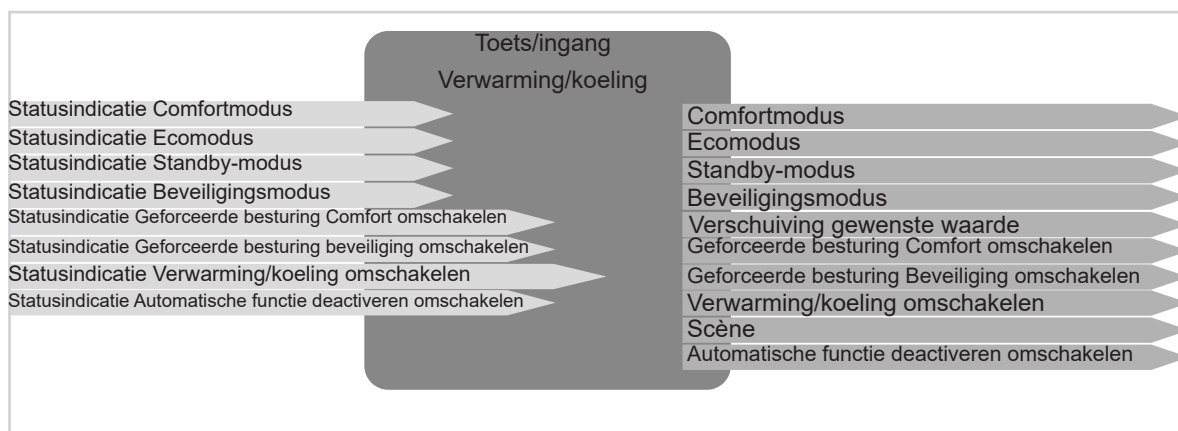 Toets/ingang
Verwarming/koeling
Statusindicatie Comfortmodus
Statusindicatie Ecomodus
Statusindicatie Standby-modus
Statusindicatie Beveiligingsmodus
Statusindicatie Geforceerde besturing Comfort omschakelen
Statusindicatie Geforceerde besturing beveiliging omschakelen
Statusindicatie Verwarming/koeling omschakelen
Statusindicatie Automatische functie deactiveren omschakelen
Comfortmodus
Ecomodus
Standby-modus
Beveiligingsmodus
Verschuiving gewenste waarde
Geforceerde besturing Comfort omschakelen
Geforceerde besturing Beveiliging omschakelen
Verwarming/koeling omschakelen
Scène
Automatische functie deactiveren omschakelen